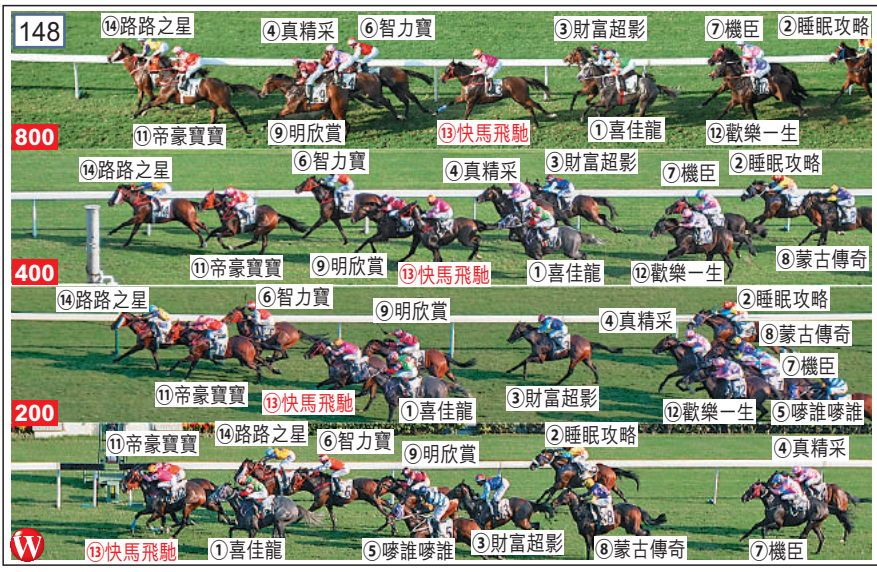 148
⑭路路之星 ④真精采 ⑥智力寶 ③財富超影 ⑦機臣 ②睡眠攻略
800 ⑪帝豪寶寶 ⑨明欣賞 ⑬快馬飛馳 ①喜佳龍 ⑫歡樂一生
⑭路路之星 ⑥智力寶 ④真精采 ③財富超影 ⑦機臣 ②睡眠攻略
400 ⑪帝豪寶寶 ⑨明欣賞 ⑬快馬飛馳 ①喜佳龍 ⑫歡樂一生 ⑧蒙古傳奇
⑭路路之星 ⑥智力寶 ⑨明欣賞 ④真精采 ②睡眠攻略
⑧蒙古傳奇
⑦機臣
200 ⑪帝豪寶寶 ⑬快馬飛馳 ①喜佳龍 ③財富超影 ⑫歡樂一生 ⑤嘜誰嘜誰
⑪帝豪寶寶 ⑭路路之星 ⑥智力寶 ⑨明欣賞 ②睡眠攻略 ④真精采
W ⑬快馬飛馳 ①喜佳龍 ⑤嘜誰嘜誰 ③財富超影 ⑧蒙古傳奇 ⑦機臣